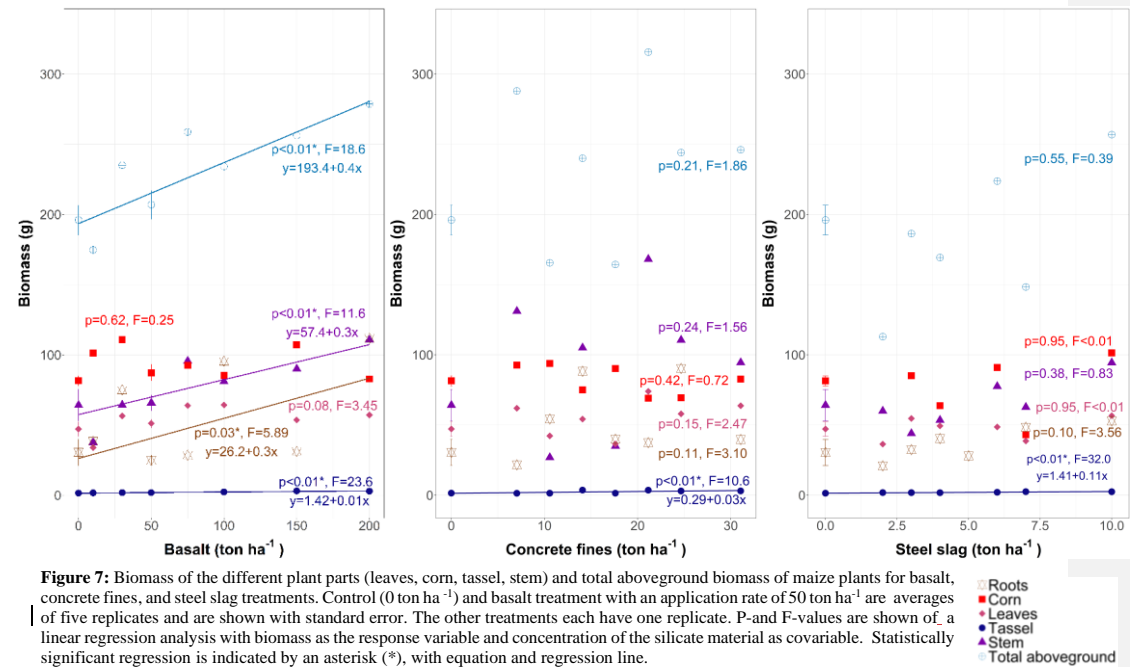 Biomass (g)
300
200
100
0
p<0.01*, F=18.6
y=193.4+0.4x
p=0.62, F=0.25
p<0.01*, F=11.6
y=57.4+0.3x
p=0.08, F=3.45
p=0.03*, F=5.89
y=26.2+0.3x
p<0.01*, F=23.6
y=1.42+0.01x
0 50 100 150 200
Basalt (ton ha⁻¹ )
Biomass (g)
300
200
100
0
p=0.21, F=1.86
p=0.24, F=1.56
p=0.42, F=0.72
p=0.15, F=2.47
p=0.11, F=3.10
p<0.01*, F=10.6
y=0.29+0.03x
0 10 20 30
Concrete fines (ton ha⁻¹ )
Biomass (g)
300
200
100
0
p=0.55, F=0.39
p=0.95, F<0.01
p=0.38, F=0.83
p=0.95, F<0.01
p=0.10, F=3.56
p<0.01*, F=32.0
y=1.41+0.11x
0.0 2.5 5.0 7.5 10.0
Steel slag (ton ha⁻¹ )
Figure 7: Biomass of the different plant parts (leaves, corn, tassel, stem) and total aboveground biomass of maize plants for basalt,
concrete fines, and steel slag treatments. Control (0 ton ha ⁻¹) and basalt treatment with an application rate of 50 ton ha⁻¹ are averages
of five replicates and are shown with standard error. The other treatments each have one replicate. P-and F-values are shown of a
linear regression analysis with biomass as the response variable and concentration of the silicate material as covariable. Statistically
significant regression is indicated by an asterisk (*), with equation and regression line.
Roots
Corn
Leaves
Tassel
Stem
Total aboveground